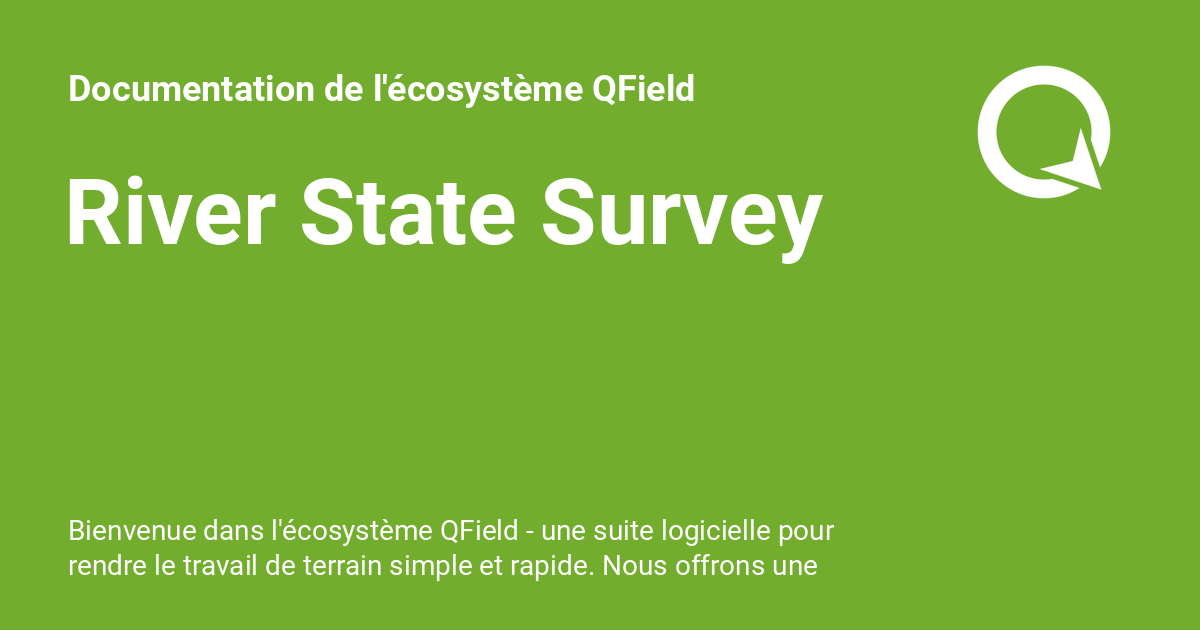 Documentation de l'écosystème QField
River State Survey
Bienvenue dans l'écosystème QField - une suite logicielle pour
rendre le travail de terrain simple et rapide. Nous offrons une